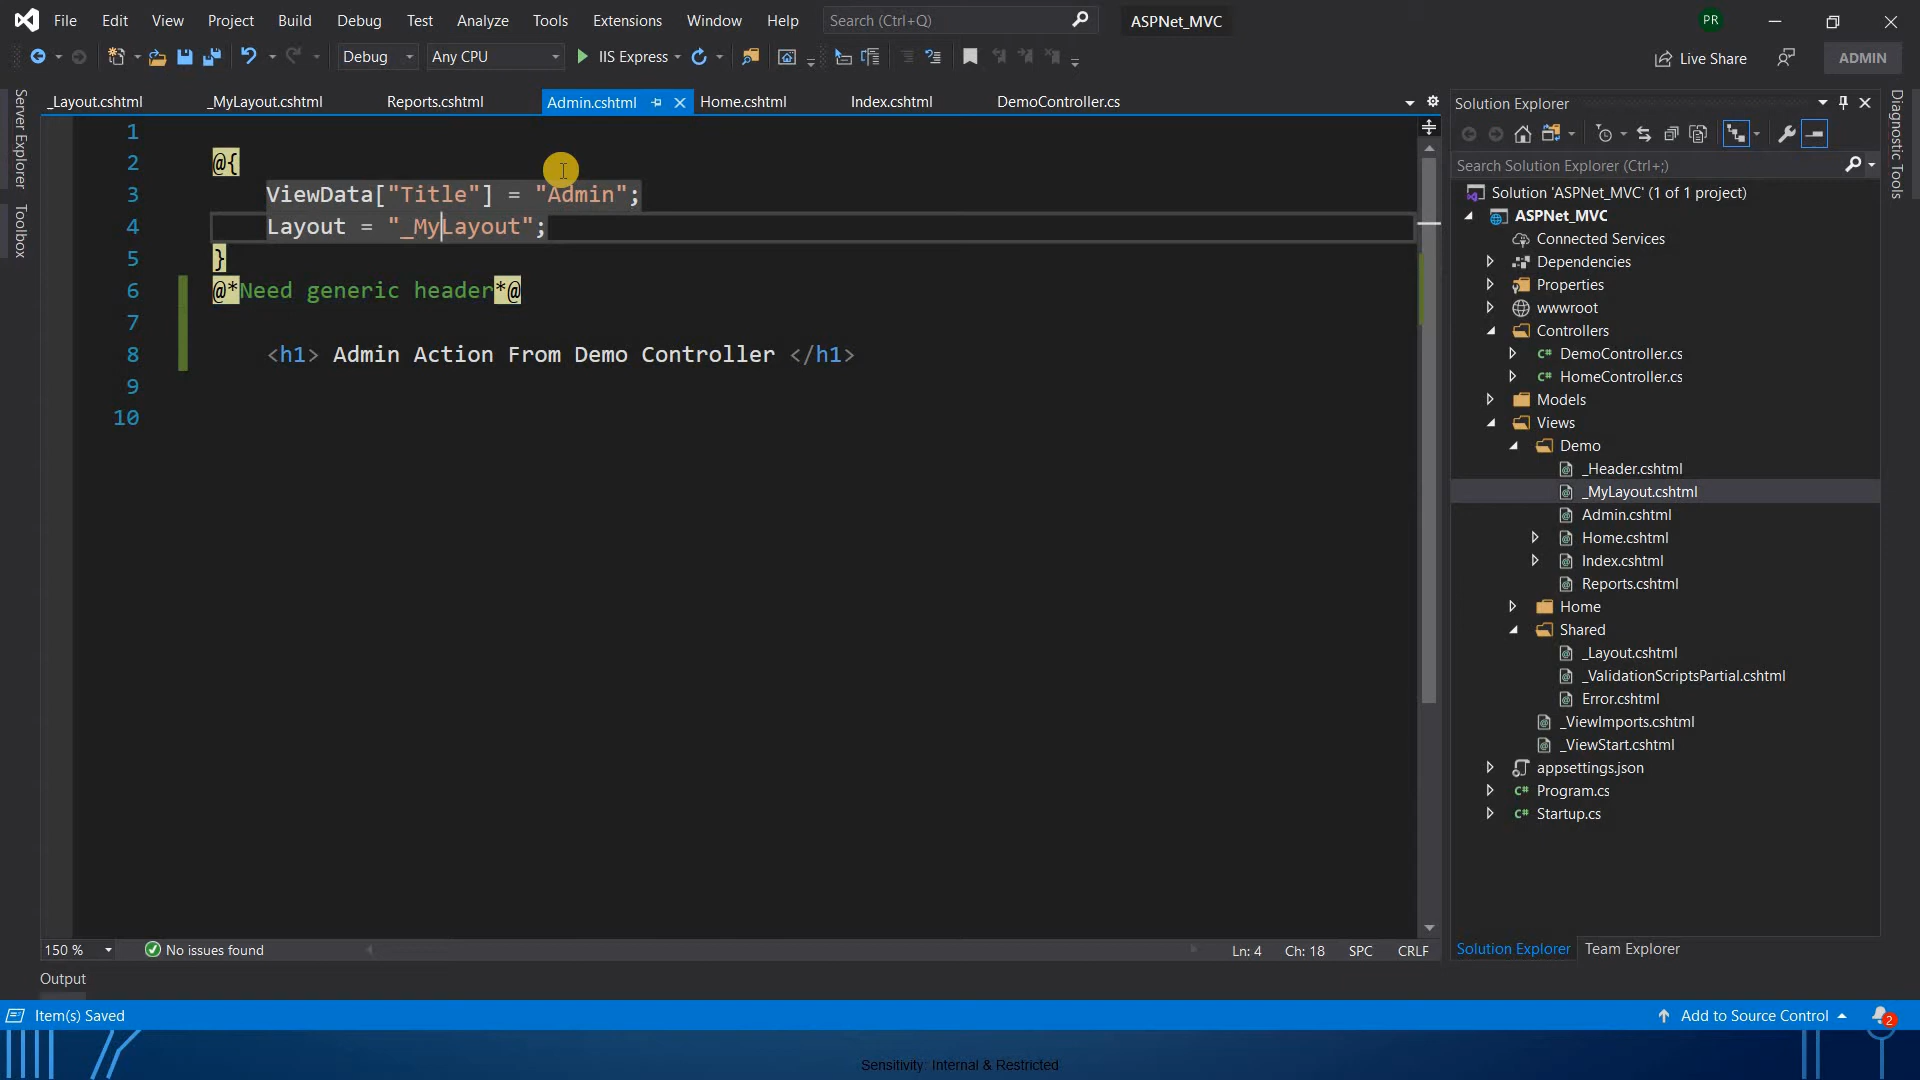 File Edit View Project Build Debug Test Analyze Tools Extensions Window Help Search (Ctrl+Q) ASPNet_MVC PR
Debug Any CPU IIS Express Live Share ADMIN
_Layout.cshtml _MyLayout.cshtml Reports.cshtml Admin.cshtml Home.cshtml Index.cshtml DemoController.cs
Server Explorer
Toolbox
1
2 @{
3 ViewData["Title"] = "Admin";
4 Layout = "_MyLayout";
5 }
6 @*Need generic header*@
7
8 <h1> Admin Action From Demo Controller </h1>
9
10
150 % No issues found Ln: 4 Ch: 18 SPC CRLF
Output
Solution Explorer
Search Solution Explorer (Ctrl+;)
Solution 'ASPNet_MVC' (1 of 1 project)
ASPNet_MVC
Connected Services
Dependencies
Properties
wwwroot
Controllers
C# DemoController.cs
C# HomeController.cs
Models
Views
Demo
_Header.cshtml
_MyLayout.cshtml
Admin.cshtml
Home.cshtml
Index.cshtml
Reports.cshtml
Home
Shared
_Layout.cshtml
_ValidationScriptsPartial.cshtml
Error.cshtml
_ViewImports.cshtml
_ViewStart.cshtml
appsettings.json
C# Program.cs
C# Startup.cs
Solution Explorer Team Explorer
Diagnostic Tools
Item(s) Saved Add to Source Control 2
Sensitivity: Internal & Restricted